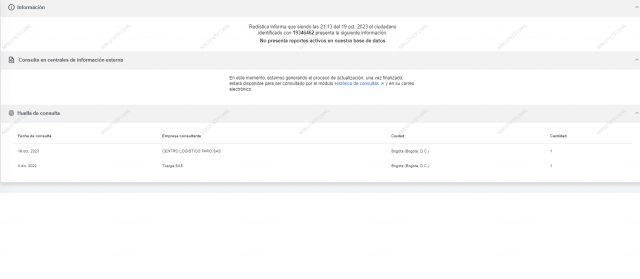 Información
Redlistica informa que siendo las 21:13 del 19 oct. 2023 el ciudadano
identificado con 19346462 presenta la siguiente información.
No presenta reportes activos en nuestra base de datos
Consulta en centrales de información externa
En este momento, estamos generando el proceso de actualización, una vez finalizado,
estará disponible para ser consultado por el módulo Histórico de consultas » y en su correo
electrónico.
Huella de consulta
Fecha de consulta Empresa consultante Ciudad Cantidad
19 oct. 2023 CENTRO LOGISTICO FARO SAS Bogota (Bogota, D.C.) 1
4 dic. 2022 SAS Bogota (Bogota, D.C.) 1